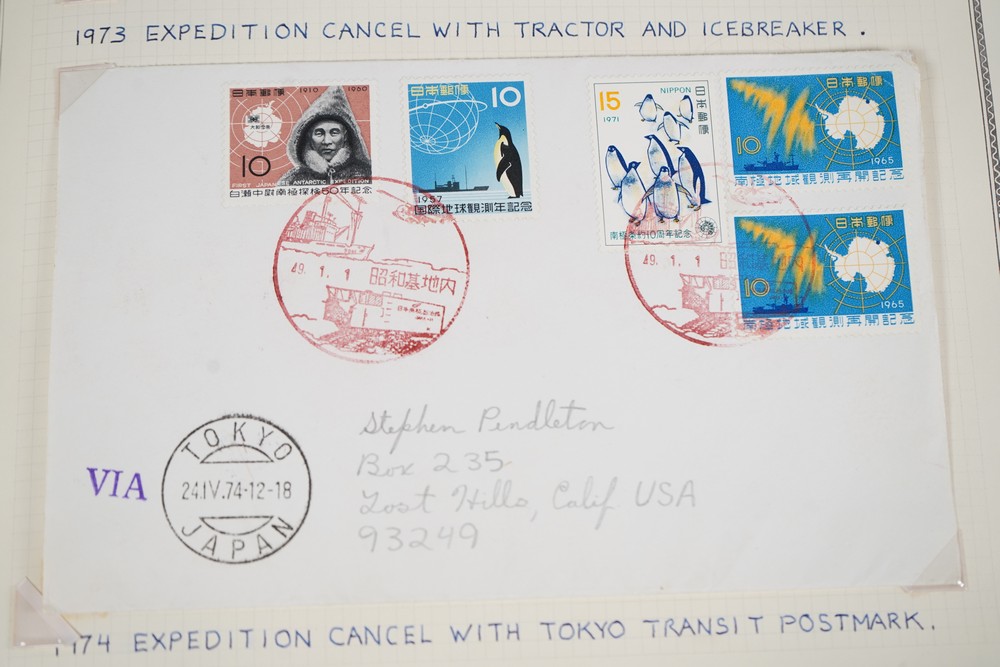 1973 EXPEDITION CANCEL WITH TRACTOR AND ICEBREAKER.
日本郵便 1910 1960
大和雪原
10
FIRST JAPANESE ANTARCTIC EXPEDITION
白瀬中尉南極探検50年記念
日本郵便 10
1957
国際地球観測年記念
15 NIPPON
1971
日本郵便
南極条約10周年記念
日本郵便
10
1965
南極地域観測再開記念
日本郵便
10
1965
南極地域観測再開記念
49. 1. 1 昭和基地内
49. 1. 1
VIA
TOKYO
24.IV.74-12-18
JAPAN
Stephen Pendleton
Box 235
Lost Hills, Calif USA
93249
1974 EXPEDITION CANCEL WITH TOKYO TRANSIT POSTMARK.